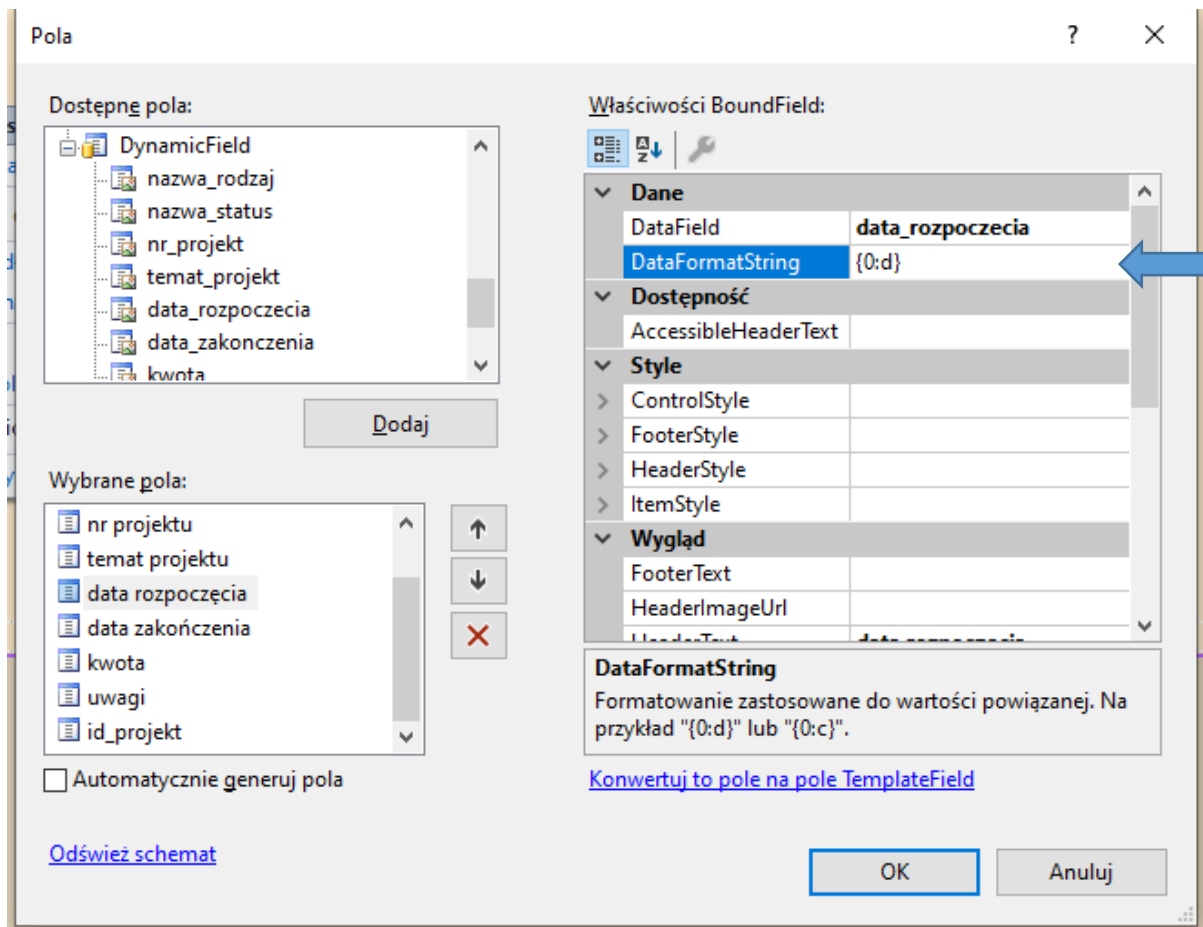 Pola
?
Dostępne pola:
DynamicField
nazwa_rodzaj
nazwa_status
nr_projekt
temat_projekt
data_rozpoczecia
data_zakonczenia
kwota
Dodaj
Wybrane pola:
nr projektu
temat projektu
data rozpoczęcia
data zakończenia
kwota
uwagi
id_projekt
Automatycznie generuj pola
Odśwież schemat
Właściwości BoundField:
Dane
DataField data_rozpoczecia
DataFormatString {0:d}
Dostępność
AccessibleHeaderText
Style
ControlStyle
FooterStyle
HeaderStyle
ItemStyle
Wygląd
FooterText
HeaderImageUrl
DataFormatString
Formatowanie zastosowane do wartości powiązanej. Na
przykład "{0:d}" lub "{0:c}".
Konwertuj to pole na pole TemplateField
OK
Anuluj